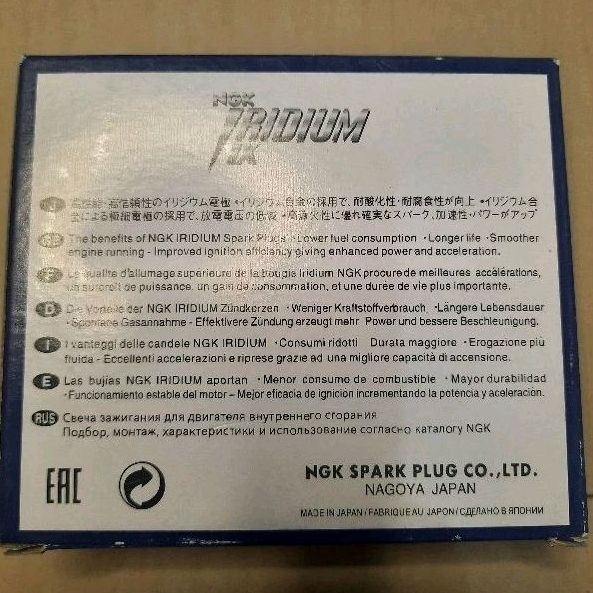 NGK
IRIDIUM
IX
J 高性能・高信頼性のイリジウム電極 •イリジウム合金の採用で、耐酸化性・耐腐食性が向上 •イリジウム合
金による極細電極の採用で、放電電圧の低減 •高着火性に優れ確実なスパーク、加速性・パワーがアップ
GB The benefits of NGK IRIDIUM Spark Plugs · Lower fuel consumption · Longer life · Smoother
engine running - Improved ignition efficiency giving enhanced power and acceleration.
F La qualité d'allumage supérieure de la bougie Iridium NGK procure de meilleures accélérations,
un surcroit de puissance, un gain de consommation, et une durée de vie plus importante.
D Die Vorteile der NGK IRIDIUM Zündkerzen · Weniger Kraftstoffverbrauch · Längere Lebensdauer
· Spontane Gasannahme - Effektivere Zündung erzeugt mehr Power und bessere Beschleunigung.
I I vantaggi delle candele NGK IRIDIUM · Consumi ridotti Durata maggiore · Erogazione più
fluida - Eccellenti accelerazioni e riprese grazie ad una migliore capacità di accensione.
E Las bujías NGK IRIDIUM aportan · Menor consumo de combustible · Mayor durabilidad
· Funcionamiento estable del motor – Mejor eficacia de ignición incrementando la potencia y aceleración.
RUS Свеча зажигания для двигателя внутреннего сгорания
Подбор, монтаж, характеристики и использование согласно каталогу NGK
EAC
NGK SPARK PLUG CO.,LTD.
NAGOYA JAPAN
MADE IN JAPAN / FABRIQUE AU JAPON / СДЕЛАНО В ЯПОНИИ